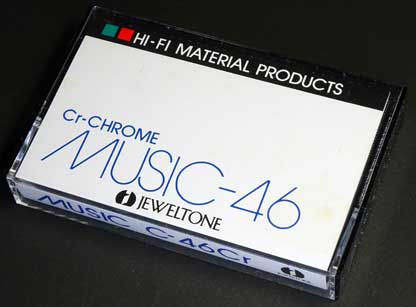 HI-FI MATERIAL PRODUCTS
Cr-CHROME
MUSIC-46
JEWELTONE
MUSIC C-46Cr